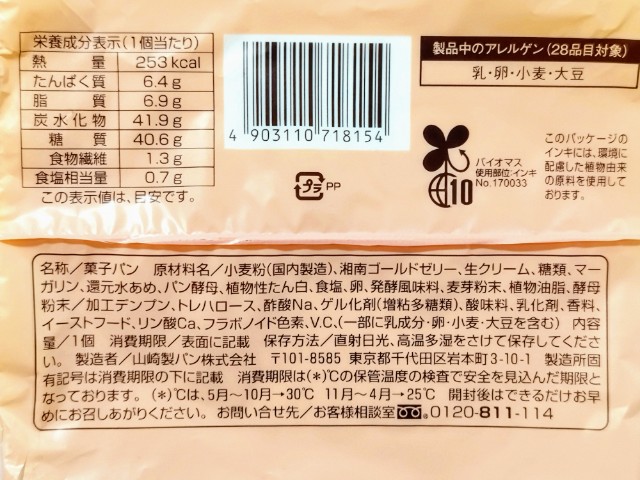 栄養成分表示(1個当たり)
熱量 253kcal
たんぱく質 6.4g
脂質 6.9g
炭水化物 41.9g
糖質 40.6g
食物繊維 1.3g
食塩相当量 0.7g
この表示値は、目安です。
4 903110 718154
プラ PP
製品中のアレルゲン(28品目対象)
乳・卵・小麦・大豆
10
バイオマス
使用部位:インキ
No.170033
このパッケージの
インキには、環境に
配慮した植物由来
の原料を使用して
おります。
名称/菓子パン 原材料名/小麦粉(国内製造)、湘南ゴールドゼリー、生クリーム、糖類、マー
ガリン、還元水あめ、パン酵母、植物性たん白、食塩、卵、発酵風味料、麦芽粉末、植物油脂、酵母
粉末/加工デンプン、トレハロース、酢酸Na、ゲル化剤(増粘多糖類)、酸味料、乳化剤、香料、
イーストフード、リン酸Ca、フラボノイド色素、V.C、(一部に乳成分・卵・小麦・大豆を含む) 内容
量/1個 消費期限/表面に記載 保存方法/直射日光、高温多湿をさけて保存してくださ
い。 製造者/山崎製パン株式会社 〒101-8585 東京都千代田区岩本町3-10-1 製造所固
有記号は消費期限の下に記載 消費期限は(*)℃の保管温度の検査で安全を見込んだ期限と
なっております。(*)℃は、5月～10月→30℃ 11月～4月→25℃ 開封後はできるだけお早
めにお召しあがりください。 お問い合せ先/お客様相談室 0120-811-114